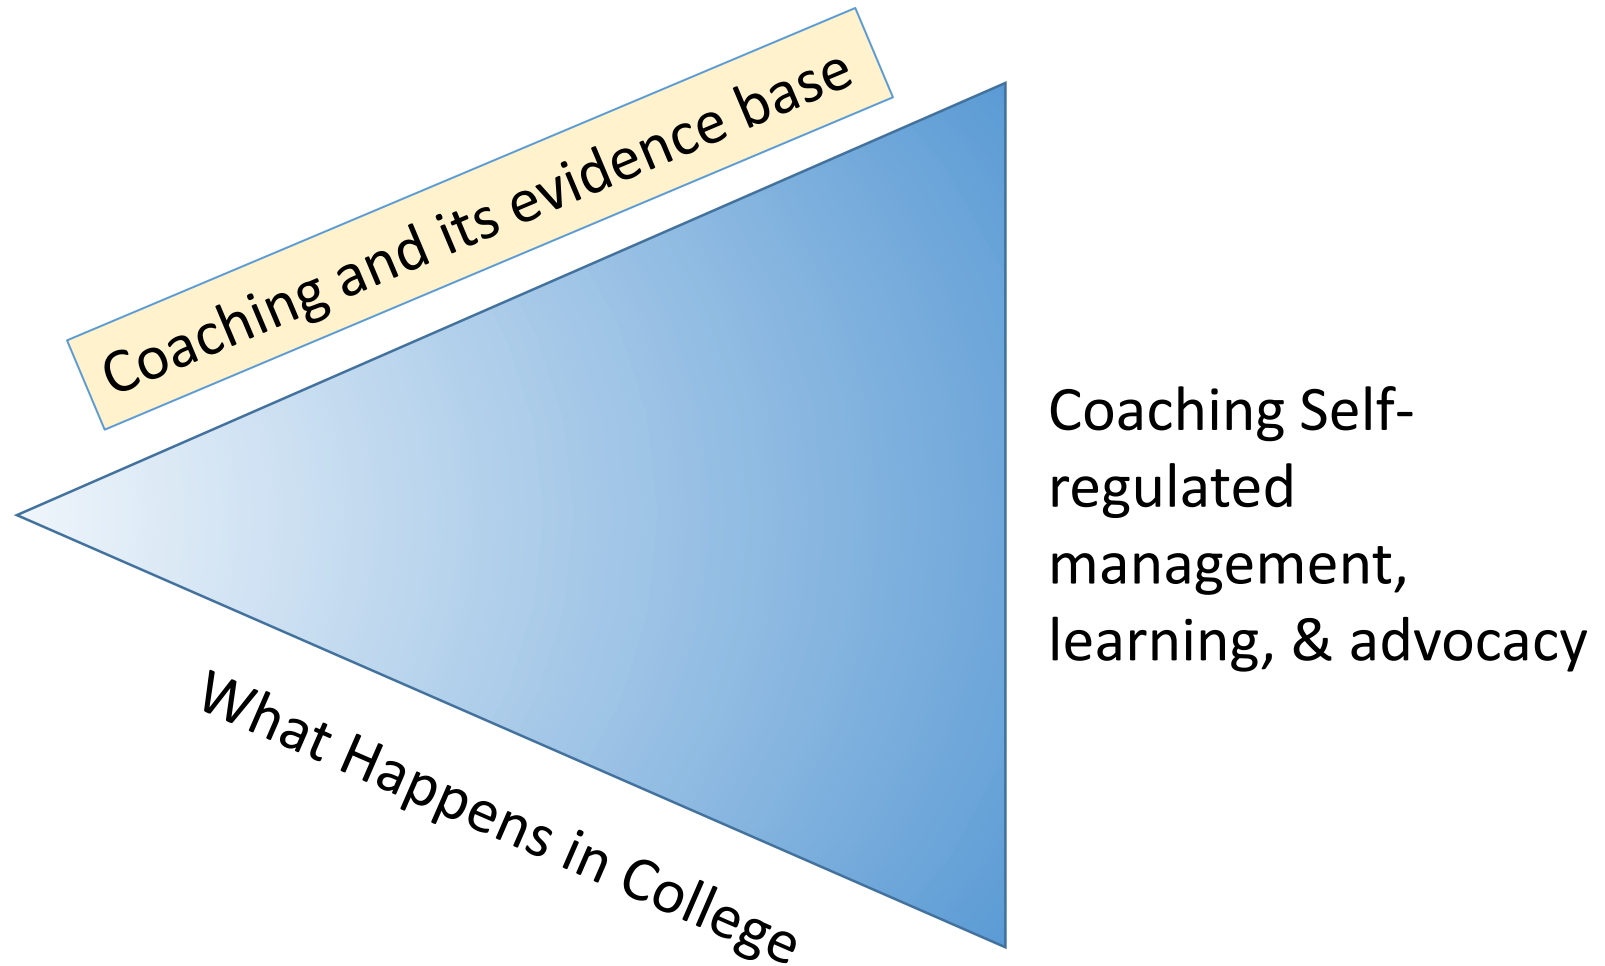 Coaching and its evidence base
Coaching Self-
regulated
management,
learning, & advocacy
What Happens in College